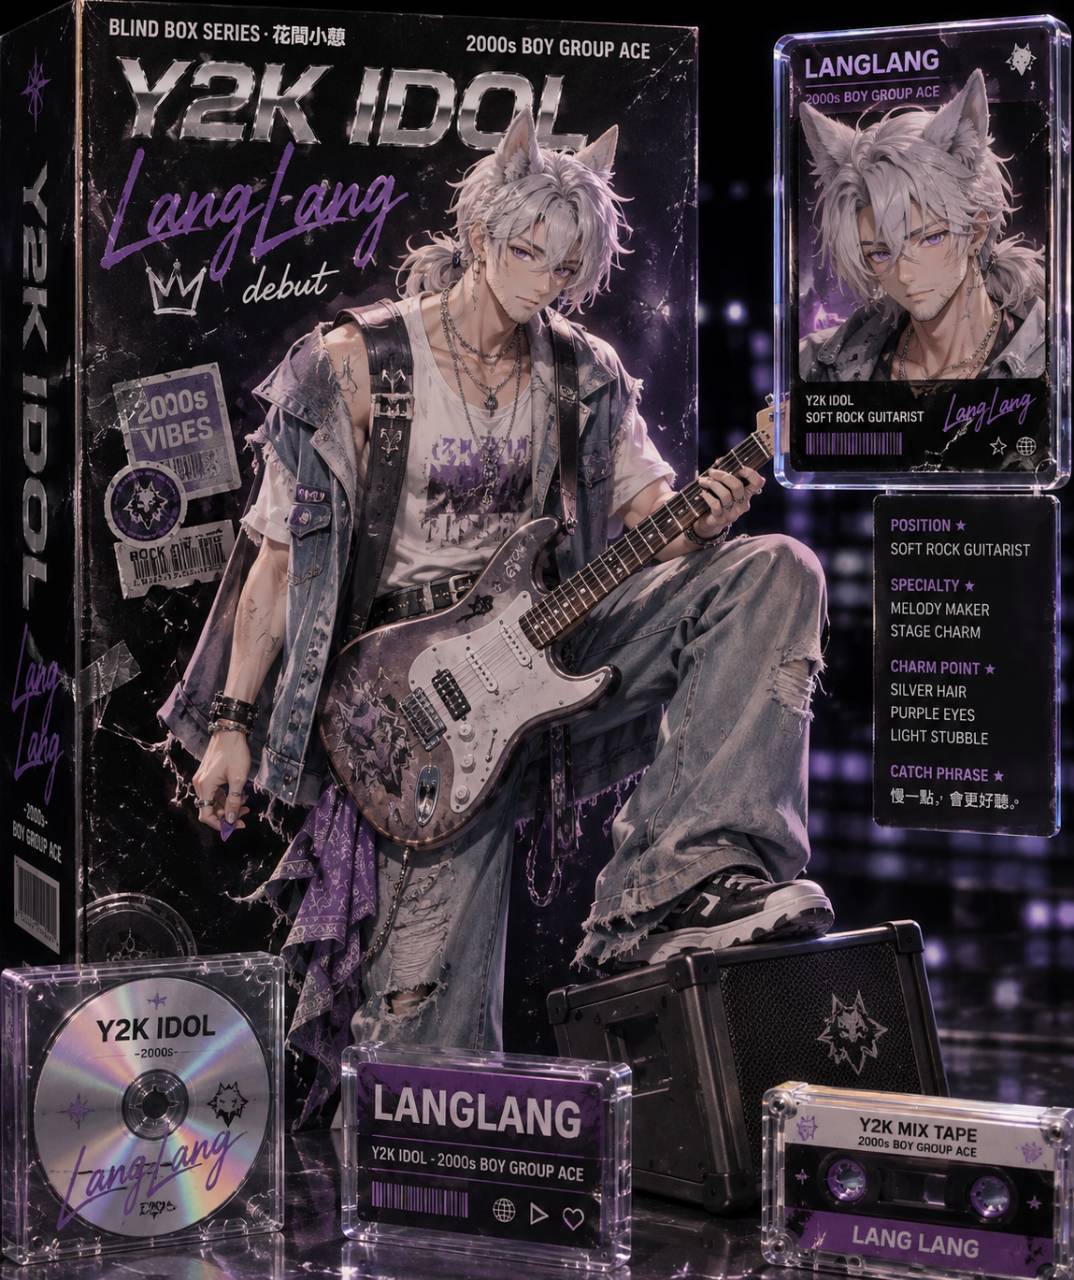 BLIND BOX SERIES · 花間小憩
2000s BOY GROUP ACE
Y2K IDOL
LangLang
debut
2000s
VIBES
Y2K IDOL
Lang
Lang
-2000s-
BOY GROUP ACE
LANGLANG
2000s BOY GROUP ACE
Y2K IDOL
SOFT ROCK GUITARIST
LangLang
POSITION ★
SOFT ROCK GUITARIST
SPECIALTY ★
MELODY MAKER
STAGE CHARM
CHARM POINT ★
SILVER HAIR
PURPLE EYES
LIGHT STUBBLE
CATCH PHRASE ★
慢一點,會更好聽。
Y2K IDOL
-2000s-
LangLang
LANGLANG
Y2K IDOL - 2000s BOY GROUP ACE
Y2K MIX TAPE
2000s BOY GROUP ACE
LANG LANG